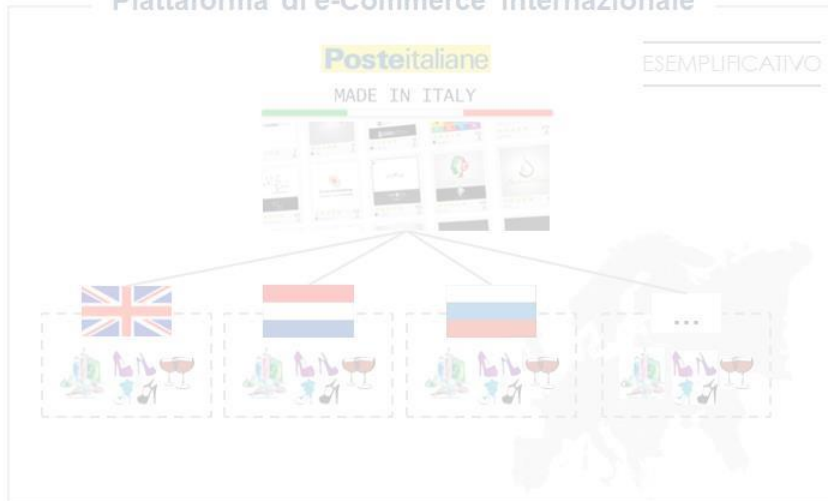 Piattaforma di e-Commerce Internazionale
Posteitaliane
ESEMPLIFICATIVO
MADE IN ITALY
...